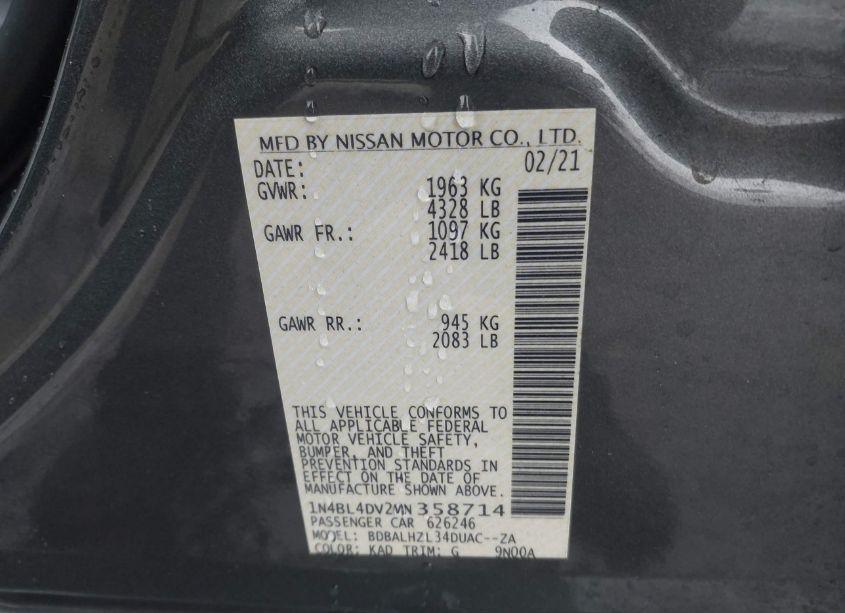 MFD BY NISSAN MOTOR CO., LTD.
DATE: 02/21
GVWR: 1963 KG
4328 LB
GAWR FR.: 1097 KG
2418 LB
GAWR RR.: 945 KG
2083 LB
THIS VEHICLE CONFORMS TO
ALL APPLICABLE FEDERAL
MOTOR VEHICLE SAFETY,
BUMPER, AND THEFT
PREVENTION STANDARDS IN
EFFECT ON THE DATE OF
MANUFACTURE SHOWN ABOVE.
1N4BL4DV2MN358714
PASSENGER CAR 626246
MODEL: BDBALHZL34DUAC--ZA
COLOR: KAD TRIM: G 9N00A